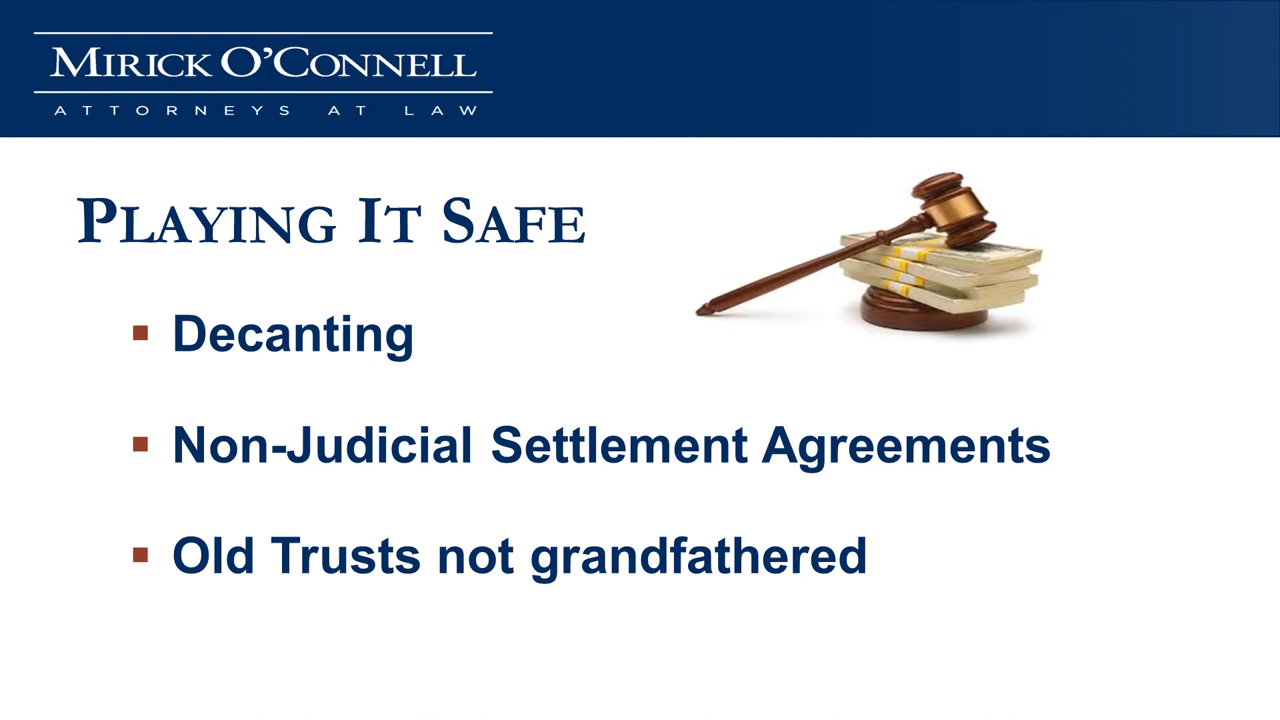 MIRICK O'CONNELL
ATTORNEYS AT LAW
PLAYING IT SAFE
▪ Decanting
▪ Non-Judicial Settlement Agreements
▪ Old Trusts not grandfathered